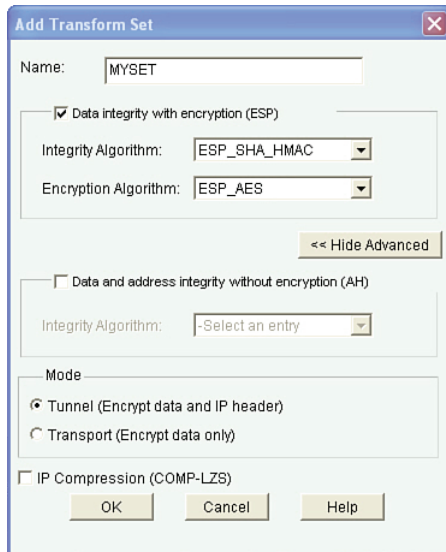 Add Transform Set
Name: MYSET
Data integrity with encryption (ESP)
Integrity Algorithm: ESP_SHA_HMAC
Encryption Algorithm: ESP_AES
<< Hide Advanced
Data and address integrity without encryption (AH)
Integrity Algorithm: -Select an entry
Mode
Tunnel (Encrypt data and IP header)
Transport (Encrypt data only)
IP Compression (COMP-LZS)
OK Cancel Help